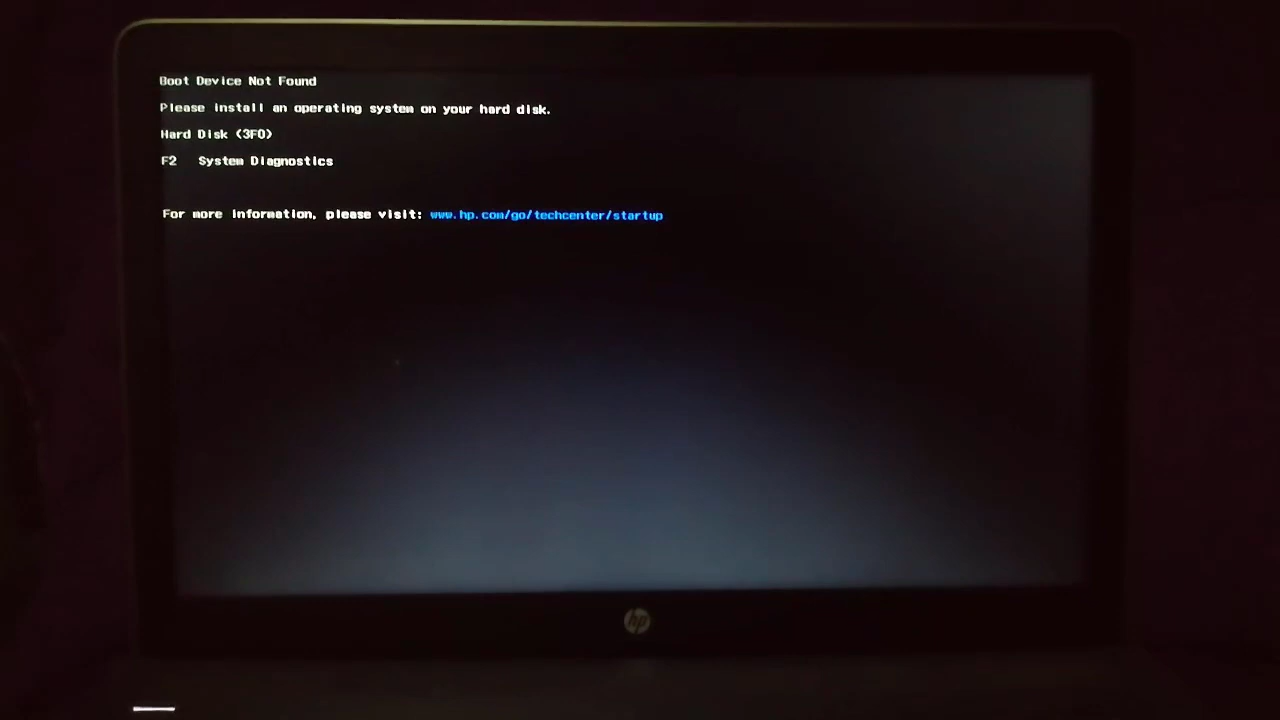 Boot Device Not Found
Please install an operating system on your hard disk.
Hard Disk (3F0)
F2 System Diagnostics
For more information, please visit: www.hp.com/go/techcenter/startup
hp